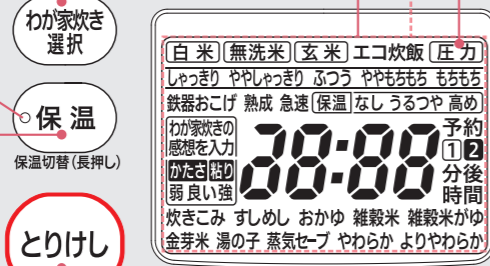 わが家炊き
選択
保温
保温切替（長押し）
とりけし
白米 無洗米 玄米 エコ炊飯 圧力
しゃっきり ややしゃっきり ふつう ややもちもち もちもち
鉄器おこげ 熟成 急速 保温 なし うるつや 高め
わが家炊きの
感想を入力
かたさ 粘り
弱 良い 強
38:88
予約
1 2
分後
時間
炊きこみ すしめし おかゆ 雑穀米 雑穀米がゆ
金芽米 湯の子 蒸気セーブ やわらか よりやわらか